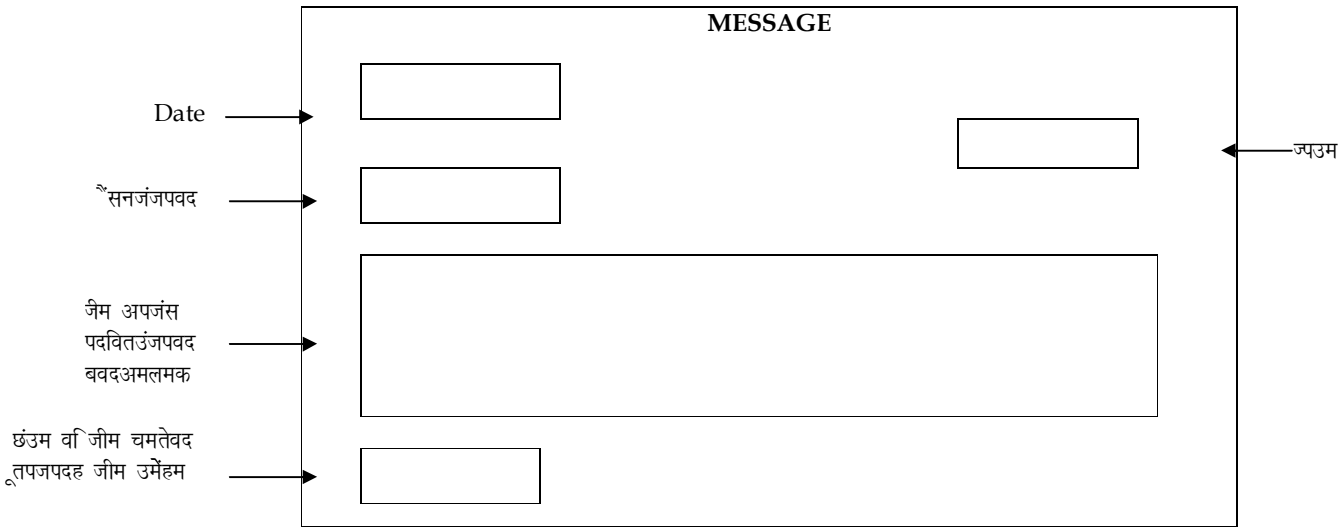 MESSAGE
Date
ज्पउम
ैंसनजंजपवद
जीम अपजंस
पदवितउंजपवद
बवदअमलमक
छंउम वि जीम चमतेवद
ूतपजपदह जीम उमेेंहम